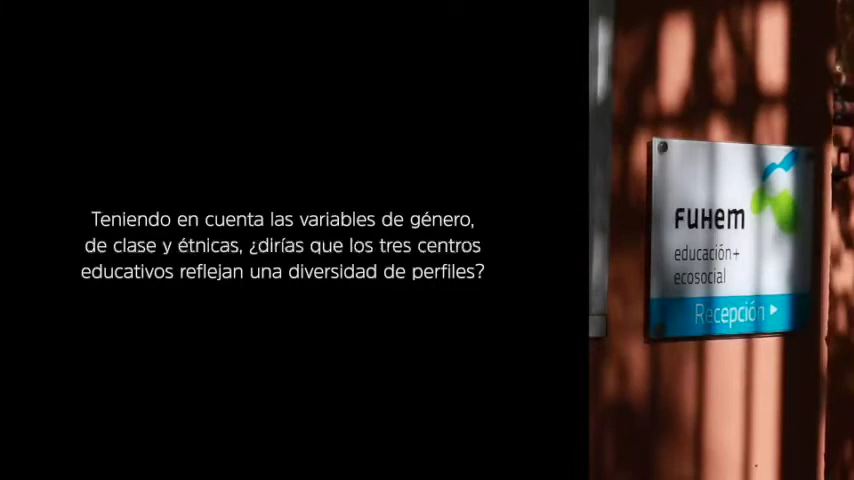 Teniendo en cuenta las variables de género,
de clase y étnicas, ¿dirías que los tres centros
educativos reflejan una diversidad de perfiles?
FUHem
educación+
ecosocial
Recepción